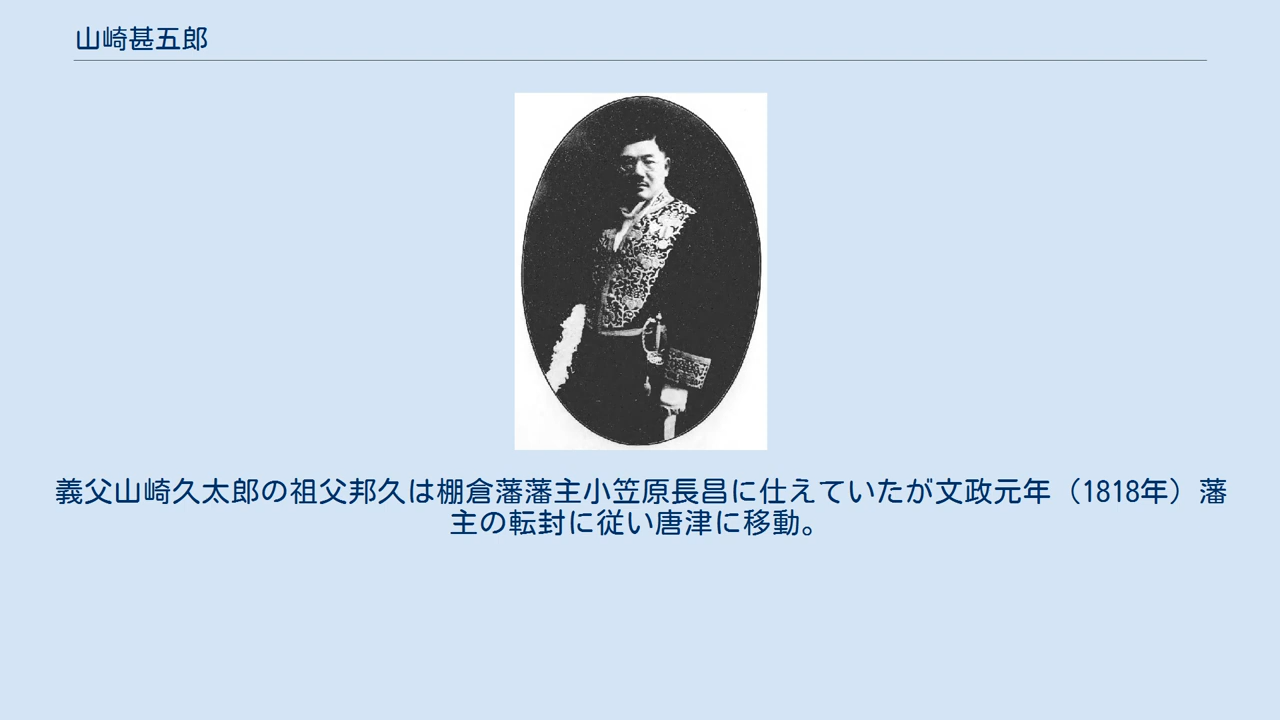 山崎甚五郎
義父山崎久太郎の祖父邦久は棚倉藩藩主小笠原長昌に仕えていたが文政元年（1818年）藩
主の転封に従い唐津に移動。